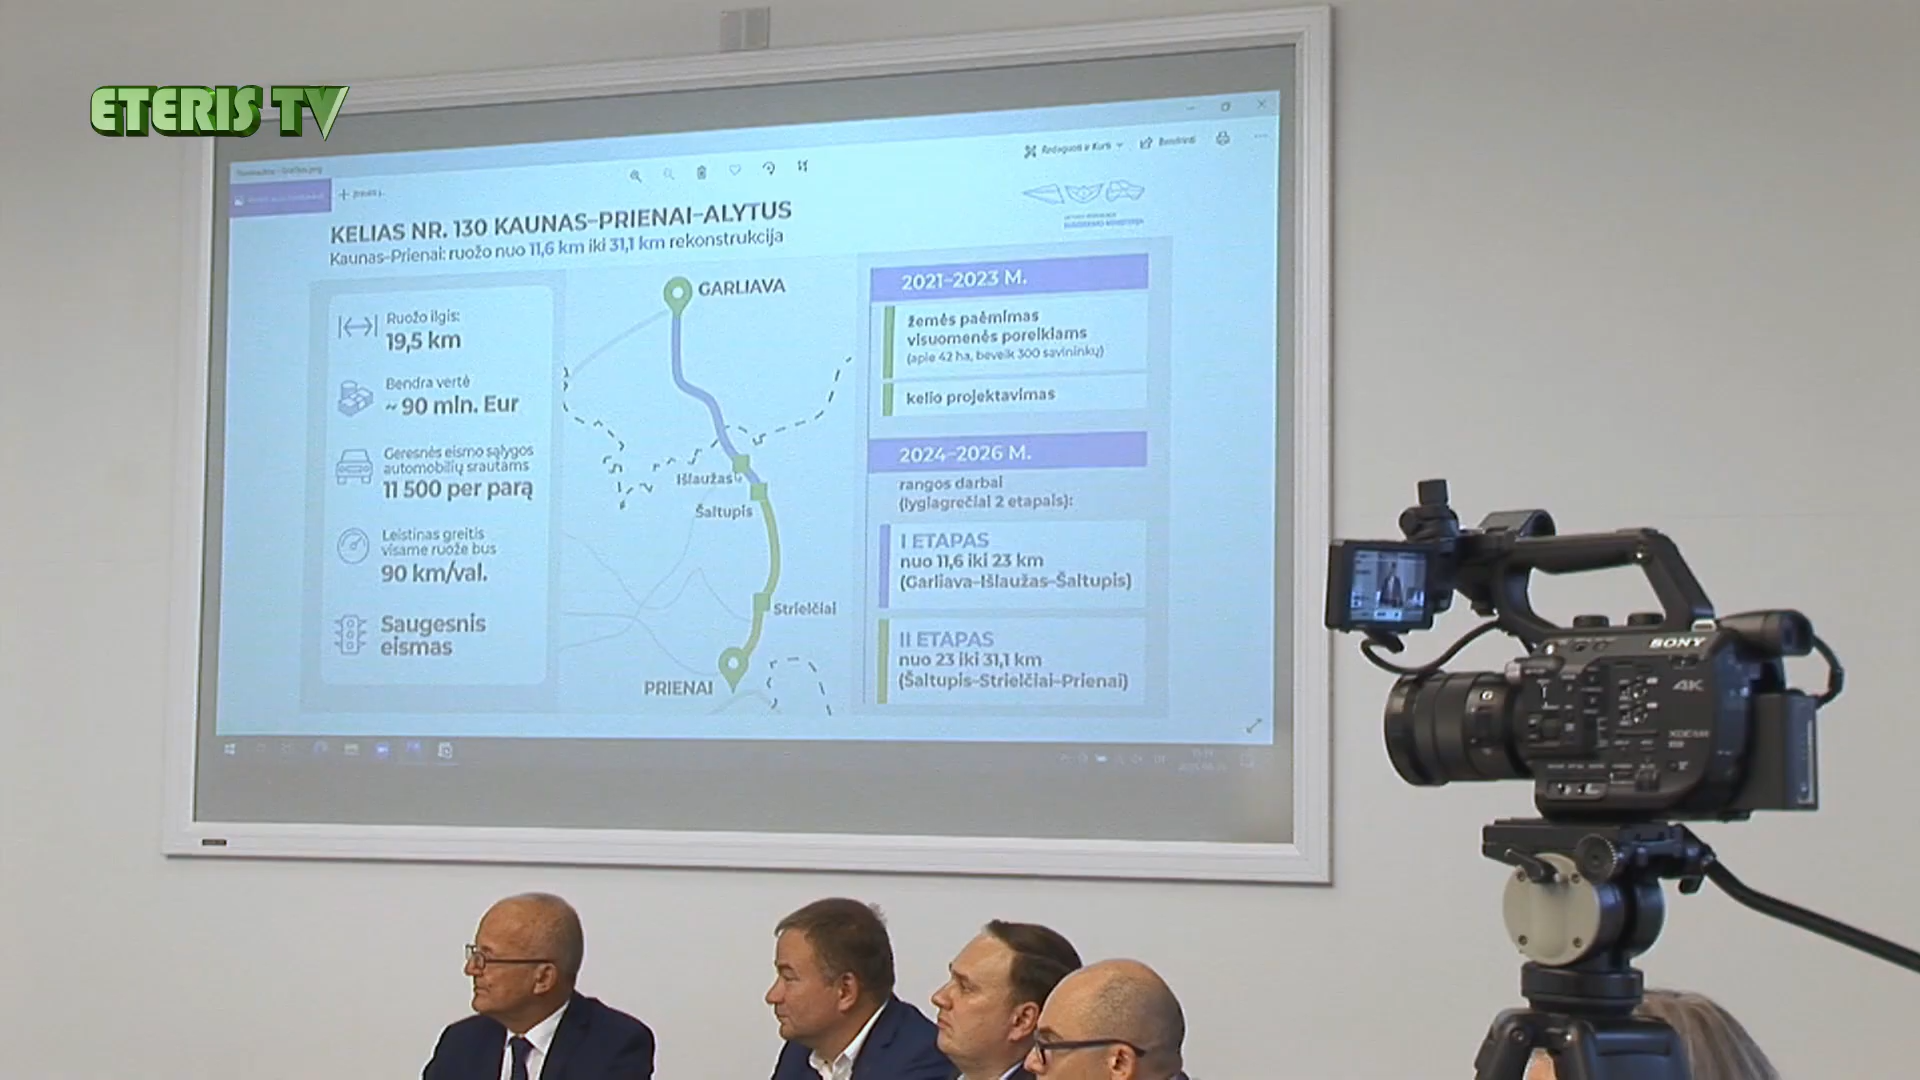 ETERIS TV
Redaguoti ir Kurti
Bendrinti
KELIAS NR. 130 KAUNAS–PRIENAI–ALYTUS
Kaunas–Prienai: ruožo nuo 11,6 km iki 31,1 km rekonstrukcija
Ruožo ilgis:
19,5 km
Bendra vertė
~ 90 mln. Eur
Geresnės eismo sąlygos
automobilių srautams
11 500 per parą
Leistinas greitis
visame ruože bus
90 km/val.
Saugesnis
eismas
GARLIAVA
Išlaužas
Šaltupis
Strielčiai
PRIENAI
2021–2023 M.
žemės paėmimas
visuomenės poreikiams
(apie 42 ha, beveik 300 savininkų)
kelio projektavimas
2024–2026 M.
rangos darbai
(lygiagrečiai 2 etapais):
I ETAPAS
nuo 11,6 iki 23 km
(Garliava–Išlaužas–Šaltupis)
II ETAPAS
nuo 23 iki 31,1 km
(Šaltupis–Strielčiai–Prienai)
SONY
4K
G